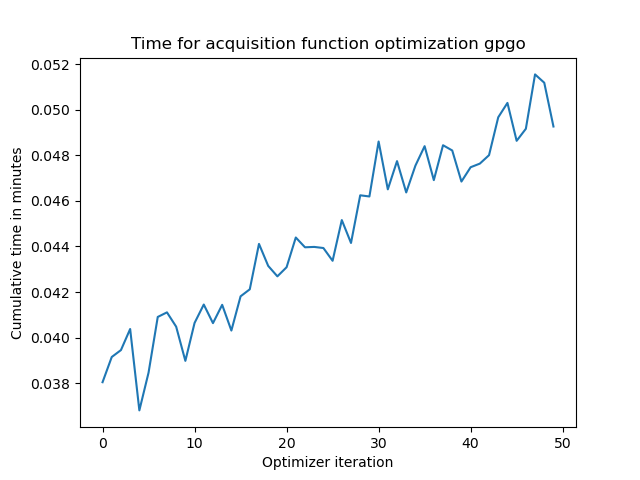 Time for acquisition function optimization gpgo
Cumulative time in minutes
0.052
0.050
0.048
0.046
0.044
0.042
0.040
0.038
0 10 20 30 40 50
Optimizer iteration